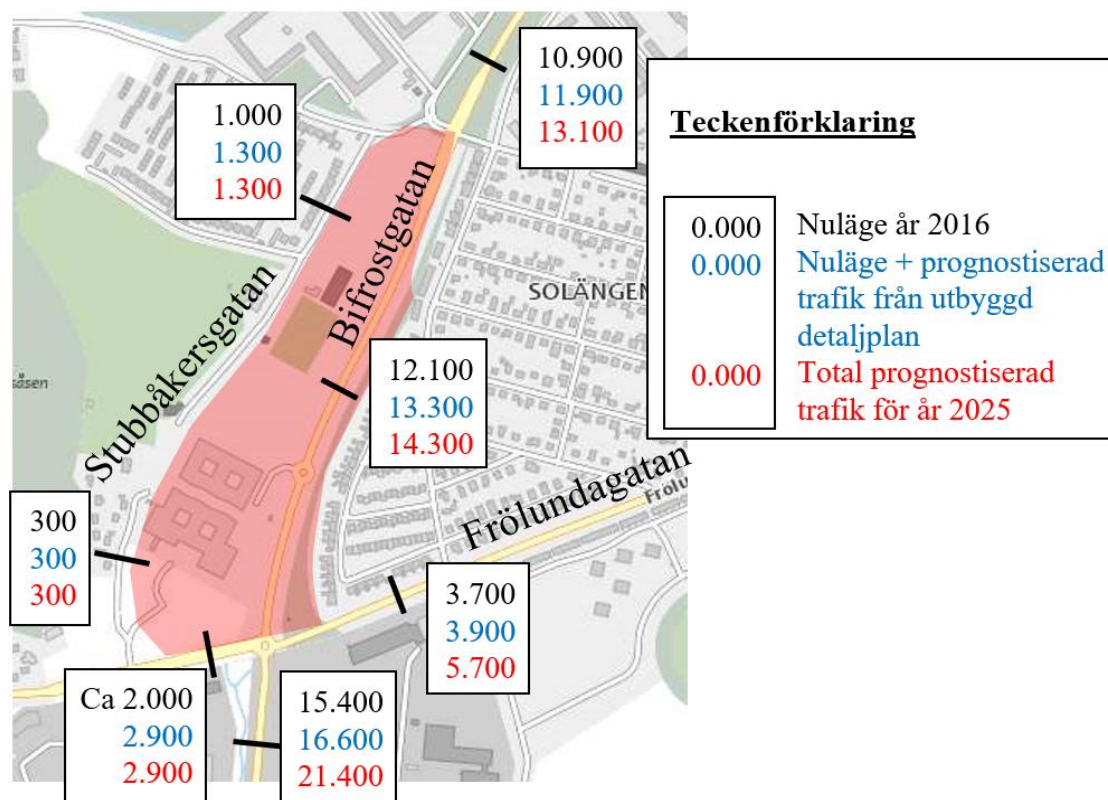 10.900
11.900
13.100
1.000
1.300
1.300
Teckenförklaring
0.000 Nuläge år 2016
0.000 Nuläge + prognostiserad
trafik från utbyggd
detaljplan
0.000 Total prognostiserad
trafik för år 2025
Bifrostgatan
SOLÄNGEN
Stubbåkersgatan
12.100
13.300
14.300
Frölundagatan
300
300
300
3.700
3.900
5.700
Ca 2.000
2.900
2.900
15.400
16.600
21.400